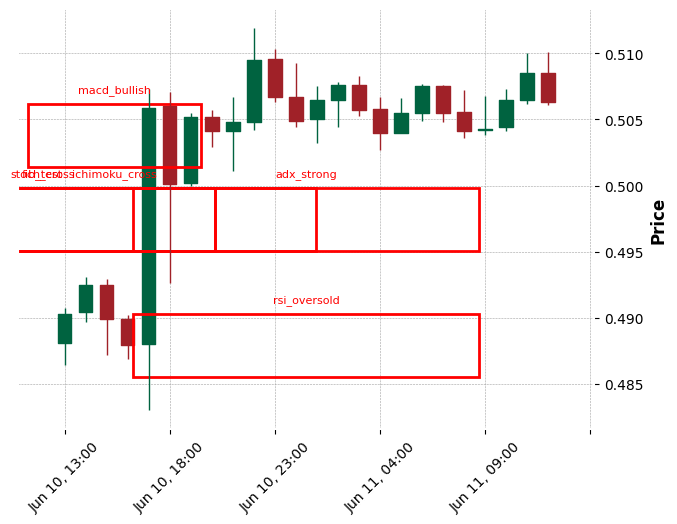 macd_bullish
ichimoku_cross
adx_strong
rsi_oversold
0.510
0.505
0.500
0.495
0.490
0.485
Price
Jun 10, 13:00
Jun 10, 18:00
Jun 10, 23:00
Jun 11, 04:00
Jun 11, 09:00